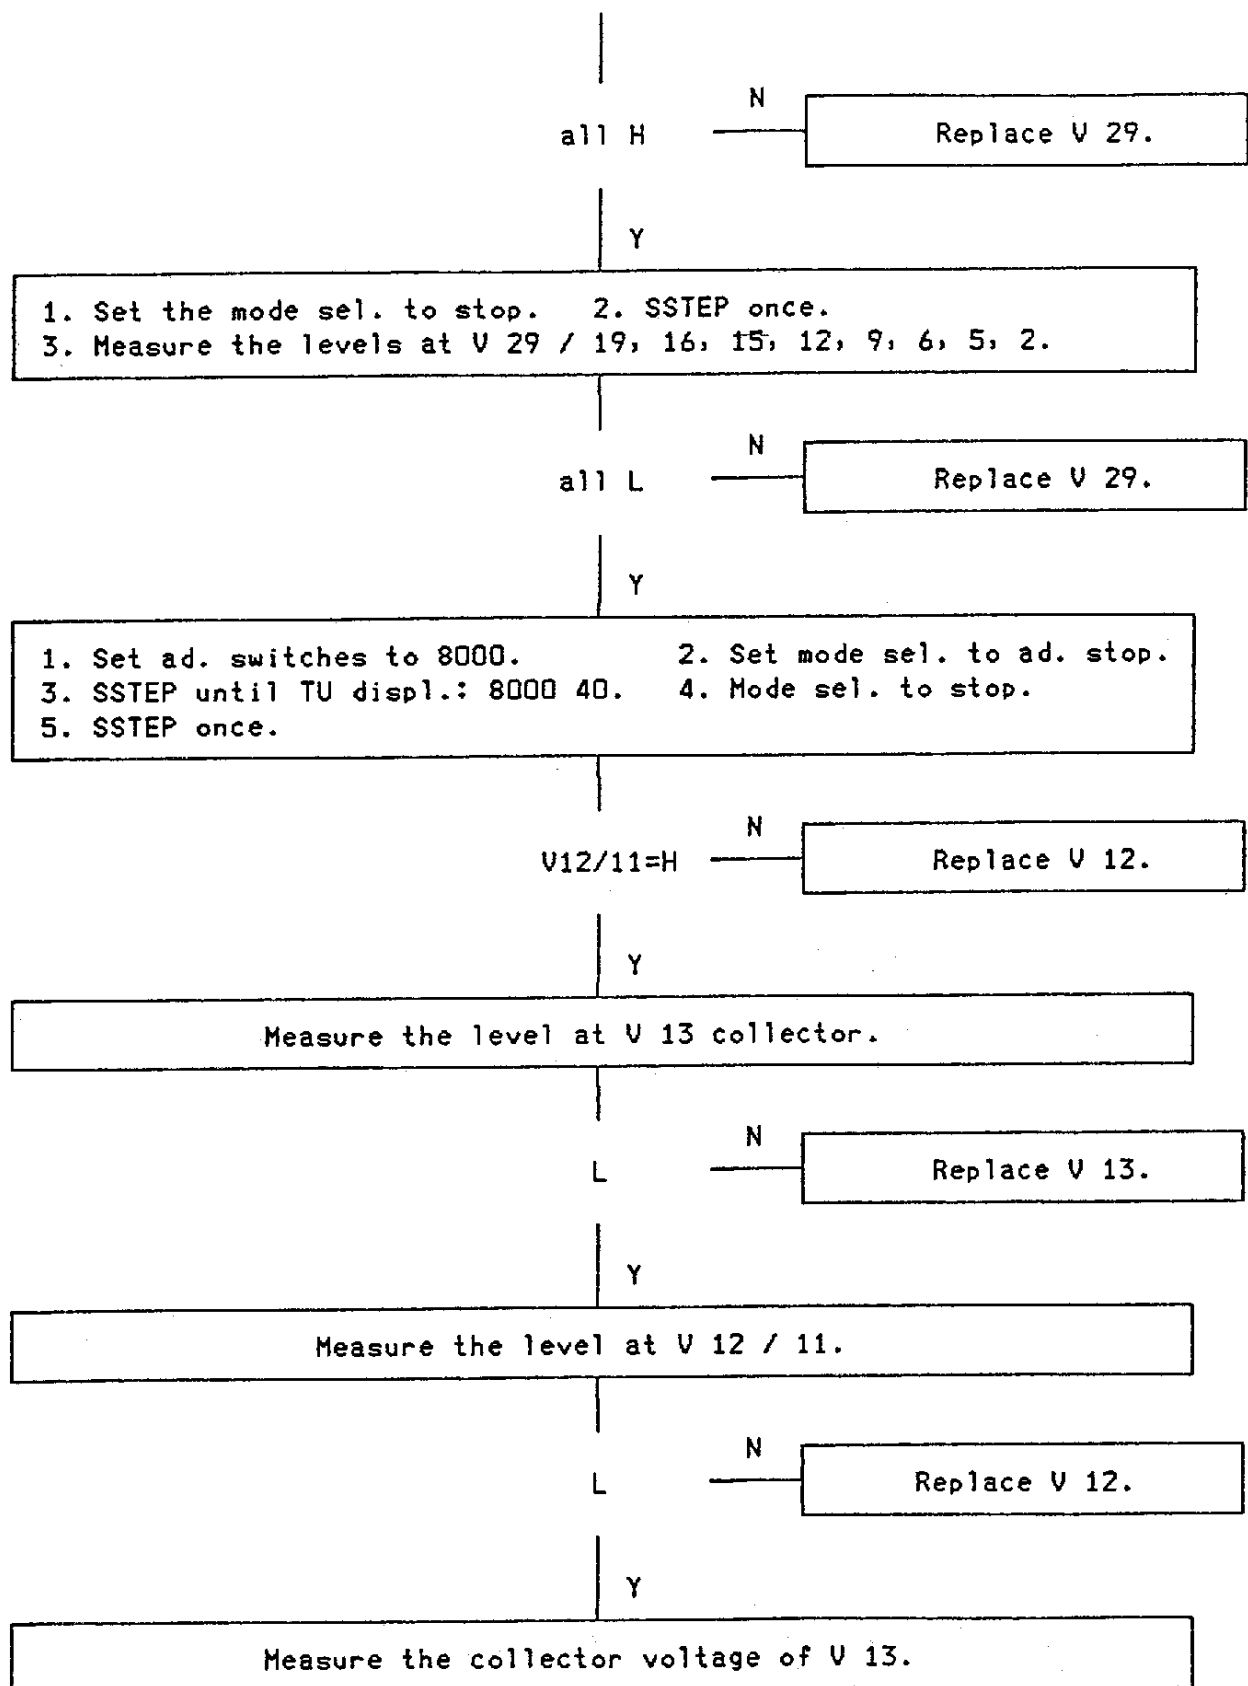 N
all H
Replace V 29.
Y
1. Set the mode sel. to stop. 2. SSTEP once.
3. Measure the levels at V 29 / 19, 16, 15, 12, 9, 6, 5, 2.
N
all L
Replace V 29.
Y
1. Set ad. switches to 8000. 2. Set mode sel. to ad. stop.
3. SSTEP until TU displ.: 8000 40. 4. Mode sel. to stop.
5. SSTEP once.
N
V12/11=H
Replace V 12.
Y
Measure the level at V 13 collector.
N
L
Replace V 13.
Y
Measure the level at V 12 / 11.
N
L
Replace V 12.
Y
Measure the collector voltage of V 13.